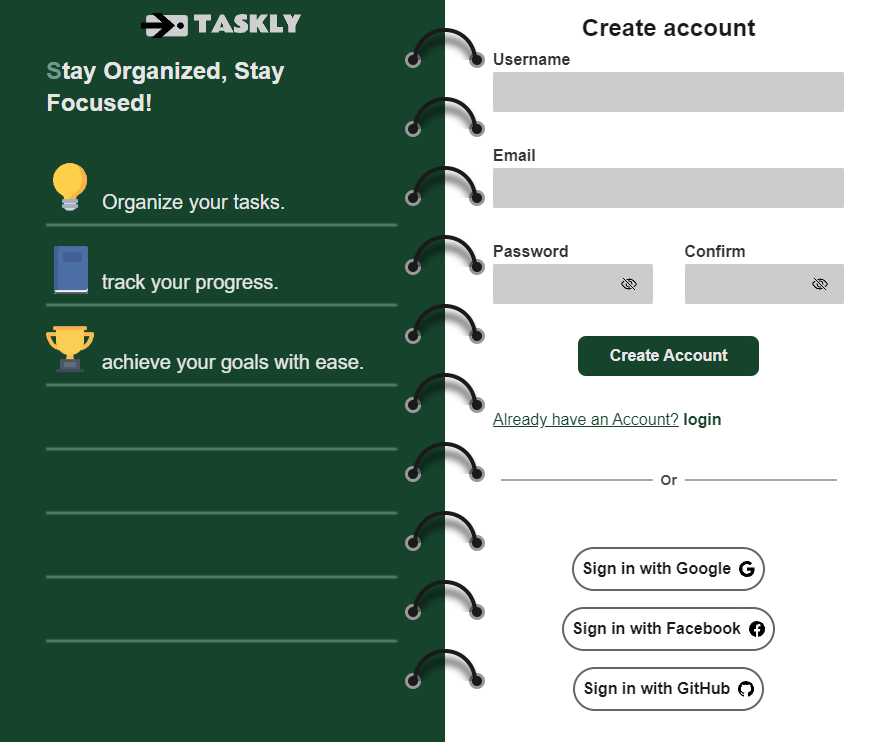 TASKLY
Stay Organized, Stay
Focused!
Organize your tasks.
track your progress.
achieve your goals with ease.
Create account
Username
Email
Password
Confirm
Create Account
Already have an Account? login
Or
Sign in with Google
Sign in with Facebook
Sign in with GitHub